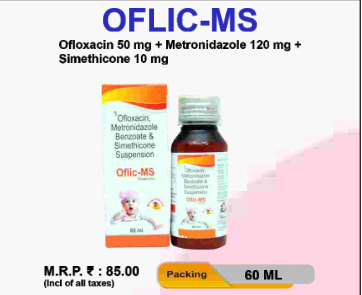 OFLIC-MS
Ofloxacin 50 mg + Metronidazole 120 mg +
Simethicone 10 mg
Ofloxacin,
Metronidazole
Benzoate &
Simethicone
Suspension
Oflic-MS
60 ml
Ofloxacin,
Metronidazole
Benzoate &
Simethicone
Suspension
Oflic-MS
M.R.P. ₹ : 85.00
(Incl of all taxes)
Packing
60 ML